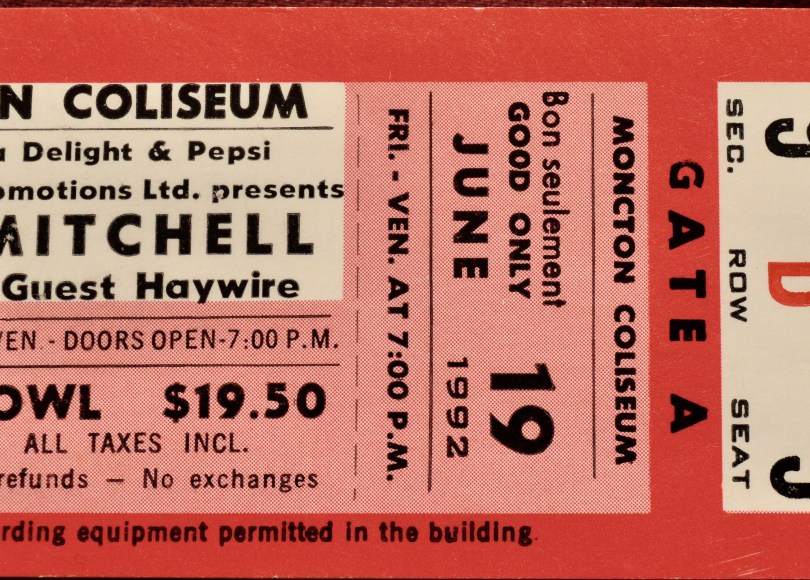 N COLISEUM
Delight & Pepsi
omotions Ltd. presents
MITCHELL
Guest Haywire
VEN. - DOORS OPEN-7:00 P.M.
OWL $19.50
ALL TAXES INCL.
refunds — No exchanges
rding equipment permitted in the building.
FRI. - VEN. AT 7:00 P.M.
JUNE 19
1992
GOOD ONLY
Bon seulement
MONCTON COLISEUM
GATE A
SEC. ROW SEAT
D